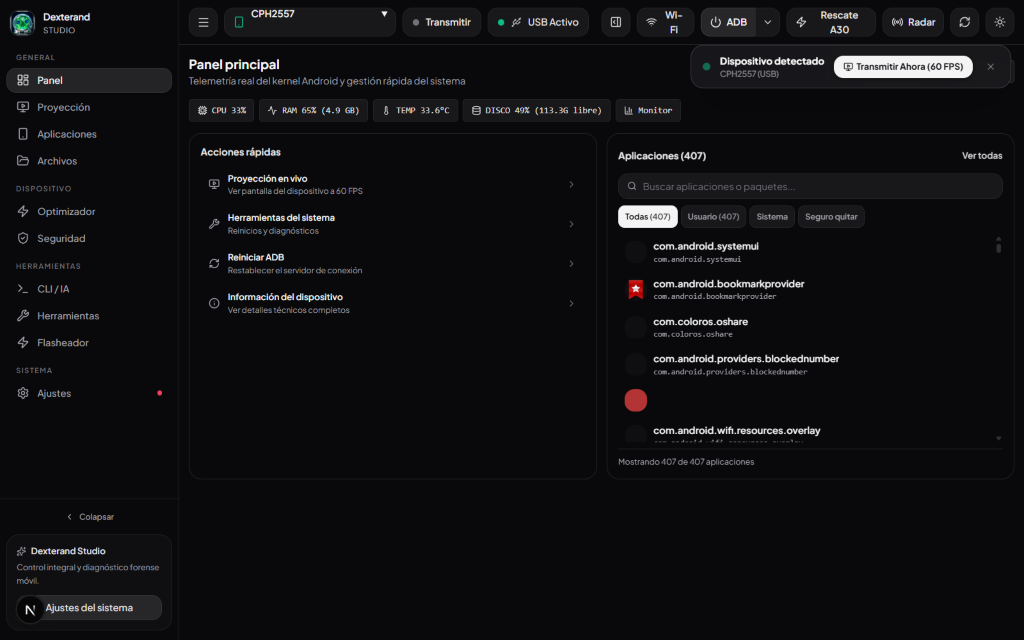 Dexterand
STUDIO
GENERAL
Panel
Proyección
Aplicaciones
Archivos
DISPOSITIVO
Optimizador
Seguridad
HERRAMIENTAS
CLI / IA
Herramientas
Flasheador
SISTEMA
Ajustes
Colapsar
Dexterand Studio
Control integral y diagnóstico forense
móvil.
N Ajustes del sistema
CPH2557
Transmitir
USB Activo
Wi-
Fi
ADB
Rescate
A30
Radar
Panel principal
Telemetría real del kernel Android y gestión rápida del sistema
Dispositivo detectado
CPH2557 (USB)
Transmitir Ahora (60 FPS)
CPU 33%
RAM 65% (4.9 GB)
TEMP 33.6°C
DISCO 49% (113.3G libre)
Monitor
Acciones rápidas
Proyección en vivo
Ver pantalla del dispositivo a 60 FPS
Herramientas del sistema
Reinicios y diagnósticos
Reiniciar ADB
Restablecer el servidor de conexión
Información del dispositivo
Ver detalles técnicos completos
Aplicaciones (407)
Ver todas
Buscar aplicaciones o paquetes...
Todas (407)
Usuario (407)
Sistema
Seguro quitar
com.android.systemui
com.android.systemui
com.android.bookmarkprovider
com.android.bookmarkprovider
com.coloros.oshare
com.coloros.oshare
com.android.providers.blockednumber
com.android.providers.blockednumber
com.android.wifi.resources.overlay
com.android.wifi.resources.overlay
Mostrando 407 de 407 aplicaciones